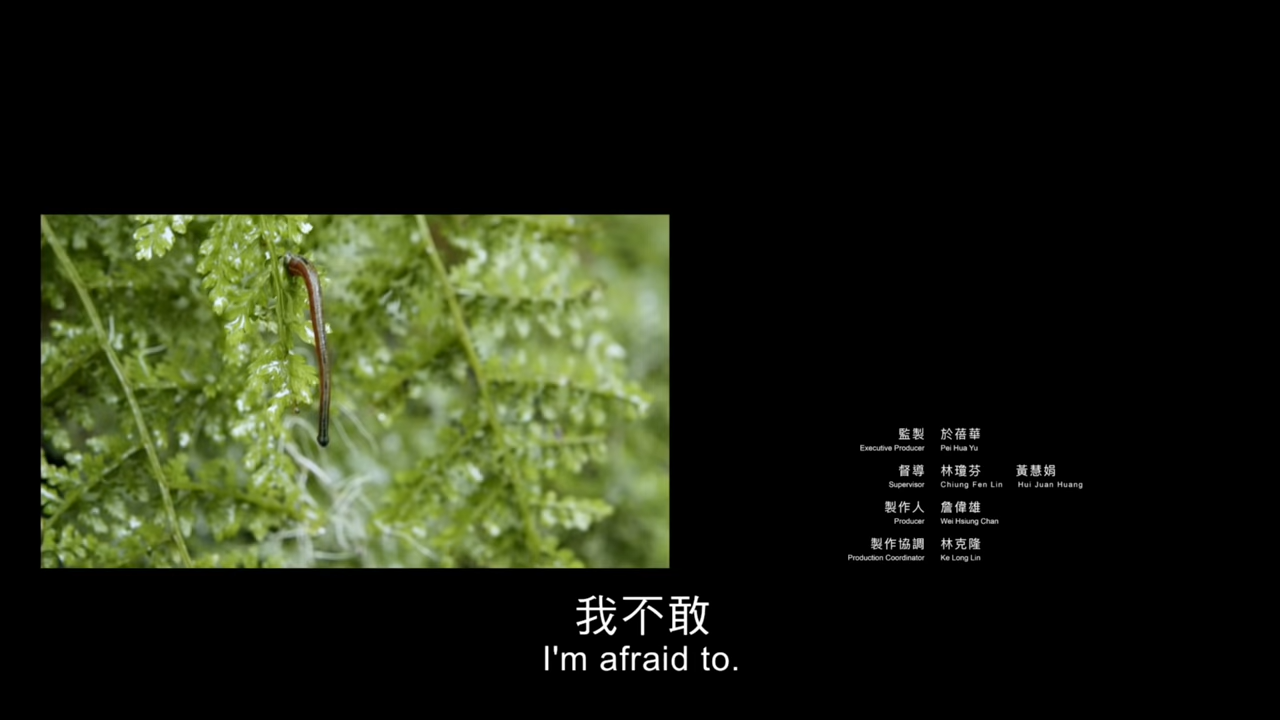 監製 於蓓華
Executive Producer Pei Hua Yu
督導 林瓊芬 黃慧娟
Supervisor Chiung Fen Lin Hui Juan Huang
製作人 詹偉雄
Producer Wei Hsiung Chan
製作協調 林克隆
Production Coordinator Ke Long Lin
我不敢
I'm afraid to.